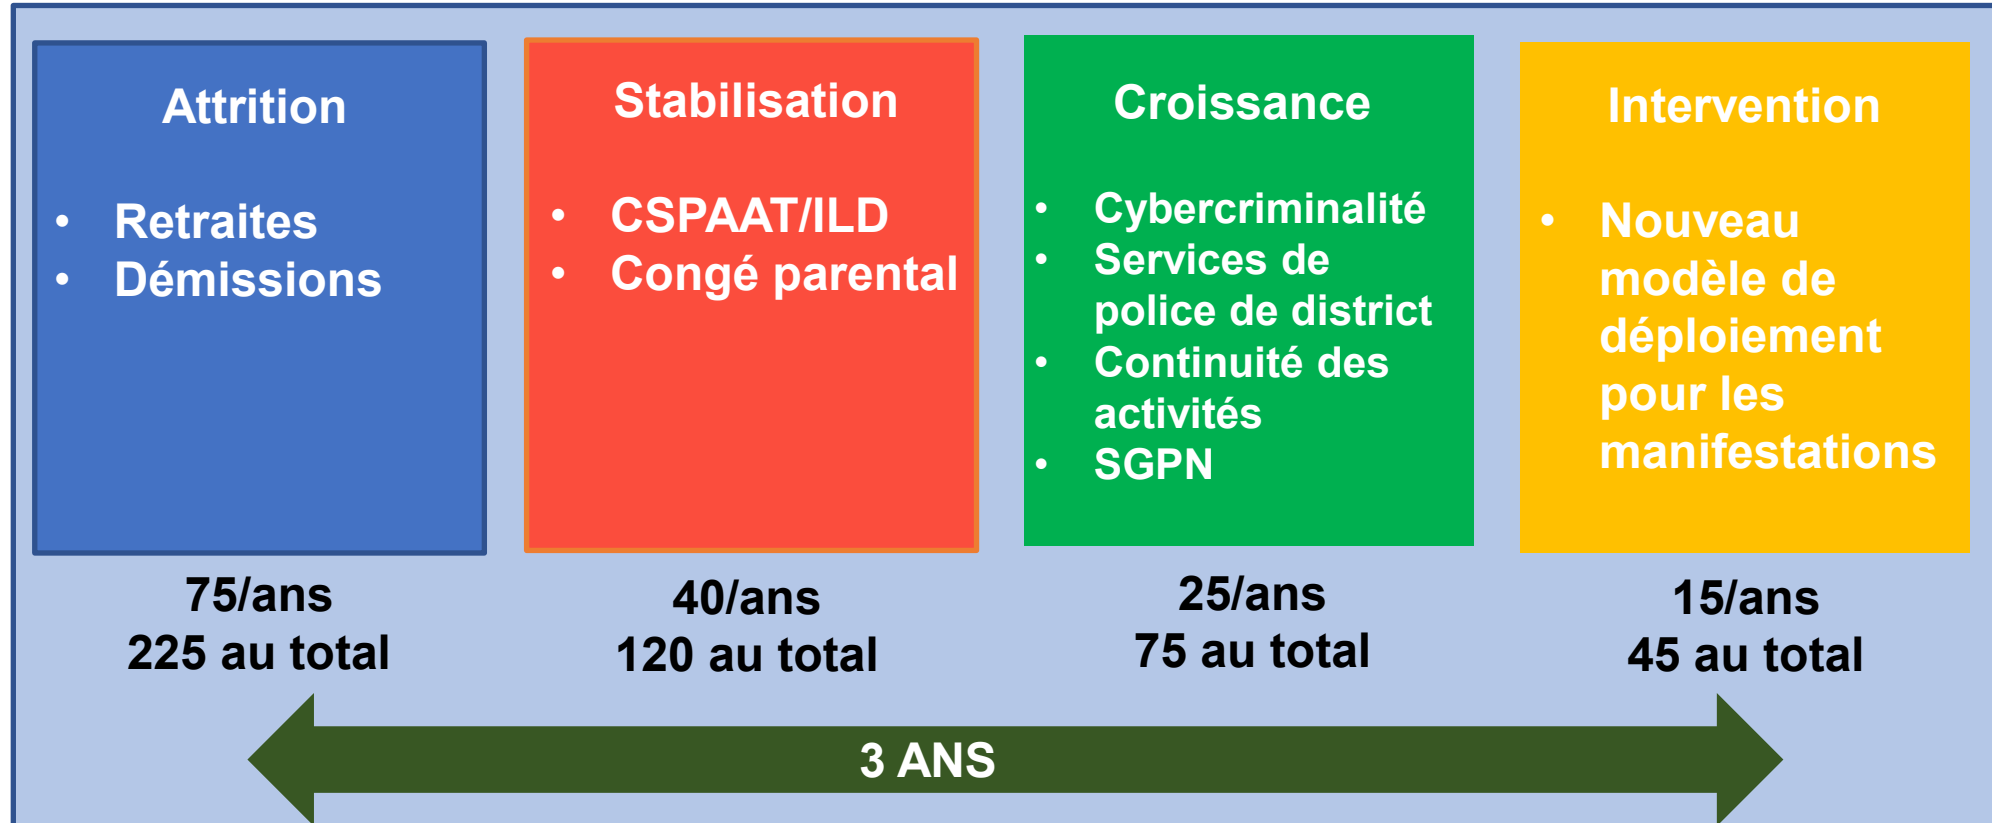 Attrition
• Retraites
• Démissions
75/ans
225 au total
Stabilisation
• CSPAAT/ILD
• Congé parental
40/ans
120 au total
Croissance
• Cybercriminalité
• Services de
police de district
• Continuité des
activités
• SGPN
25/ans
75 au total
Intervention
• Nouveau
modèle de
déploiement
pour les
manifestations
15/ans
45 au total
3 ANS